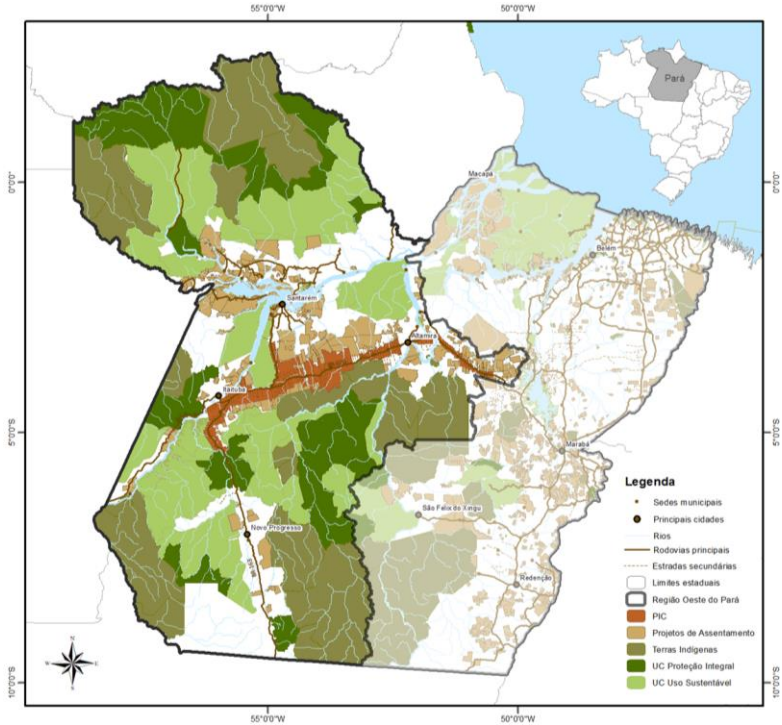 55°0'0"W 50°0'0"W
Pará
0°0'0" 0°0'0"
Macapá
Belém
Santarém
Altamira
Itaituba
5°0'0"S 5°0'0"S
Marabá
São Felix do Xingu
Novo Progresso
BR-163
Redenção
10°0'0"S 10°0'0"S
55°0'0"W 50°0'0"W
N
W E
S
Legenda
Sedes municipais
Principais cidades
Rios
Rodovias principais
Estradas secundárias
Limites estaduais
Região Oeste do Pará
PIC
Projetos de Assentamento
Terras Indígenas
UC Proteção Integral
UC Uso Sustentável